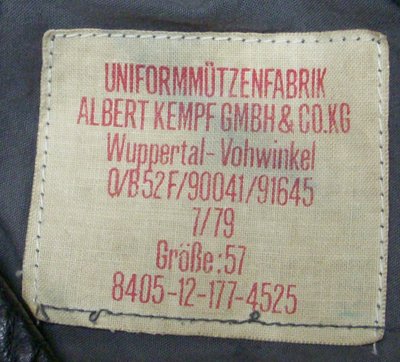 UNIFORMMÜTZENFABRIK
ALBERT KEMPF GMBH & CO.KG
Wuppertal-Vohwinkel
O/B52F/90041/91645
7/79
Größe:57
8405-12-177-4525